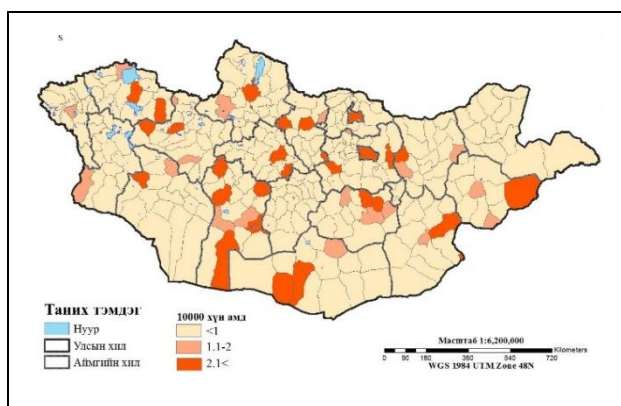 s
Таних тэмдэг
Нуур
Улсын хил
Аймгийн хил
10000 хүн амд
<1
1.1-2
2.1<
Масштаб 1:6,200,000
Kilometers
0 90 180 360 540 720
WGS 1984 UTM Zone 48N